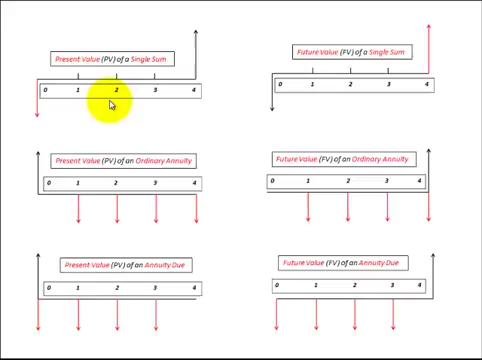 Present Value (PV) of a Single Sum
0 1 2 3 4
Future Value (FV) of a Single Sum
0 1 2 3 4
Present Value (PV) of an Ordinary Annuity
0 1 2 3 4
Future Value (FV) of an Ordinary Annuity
0 1 2 3 4
Present Value (PV) of an Annuity Due
0 1 2 3 4
Future Value (FV) of an Annuity Due
0 1 2 3 4